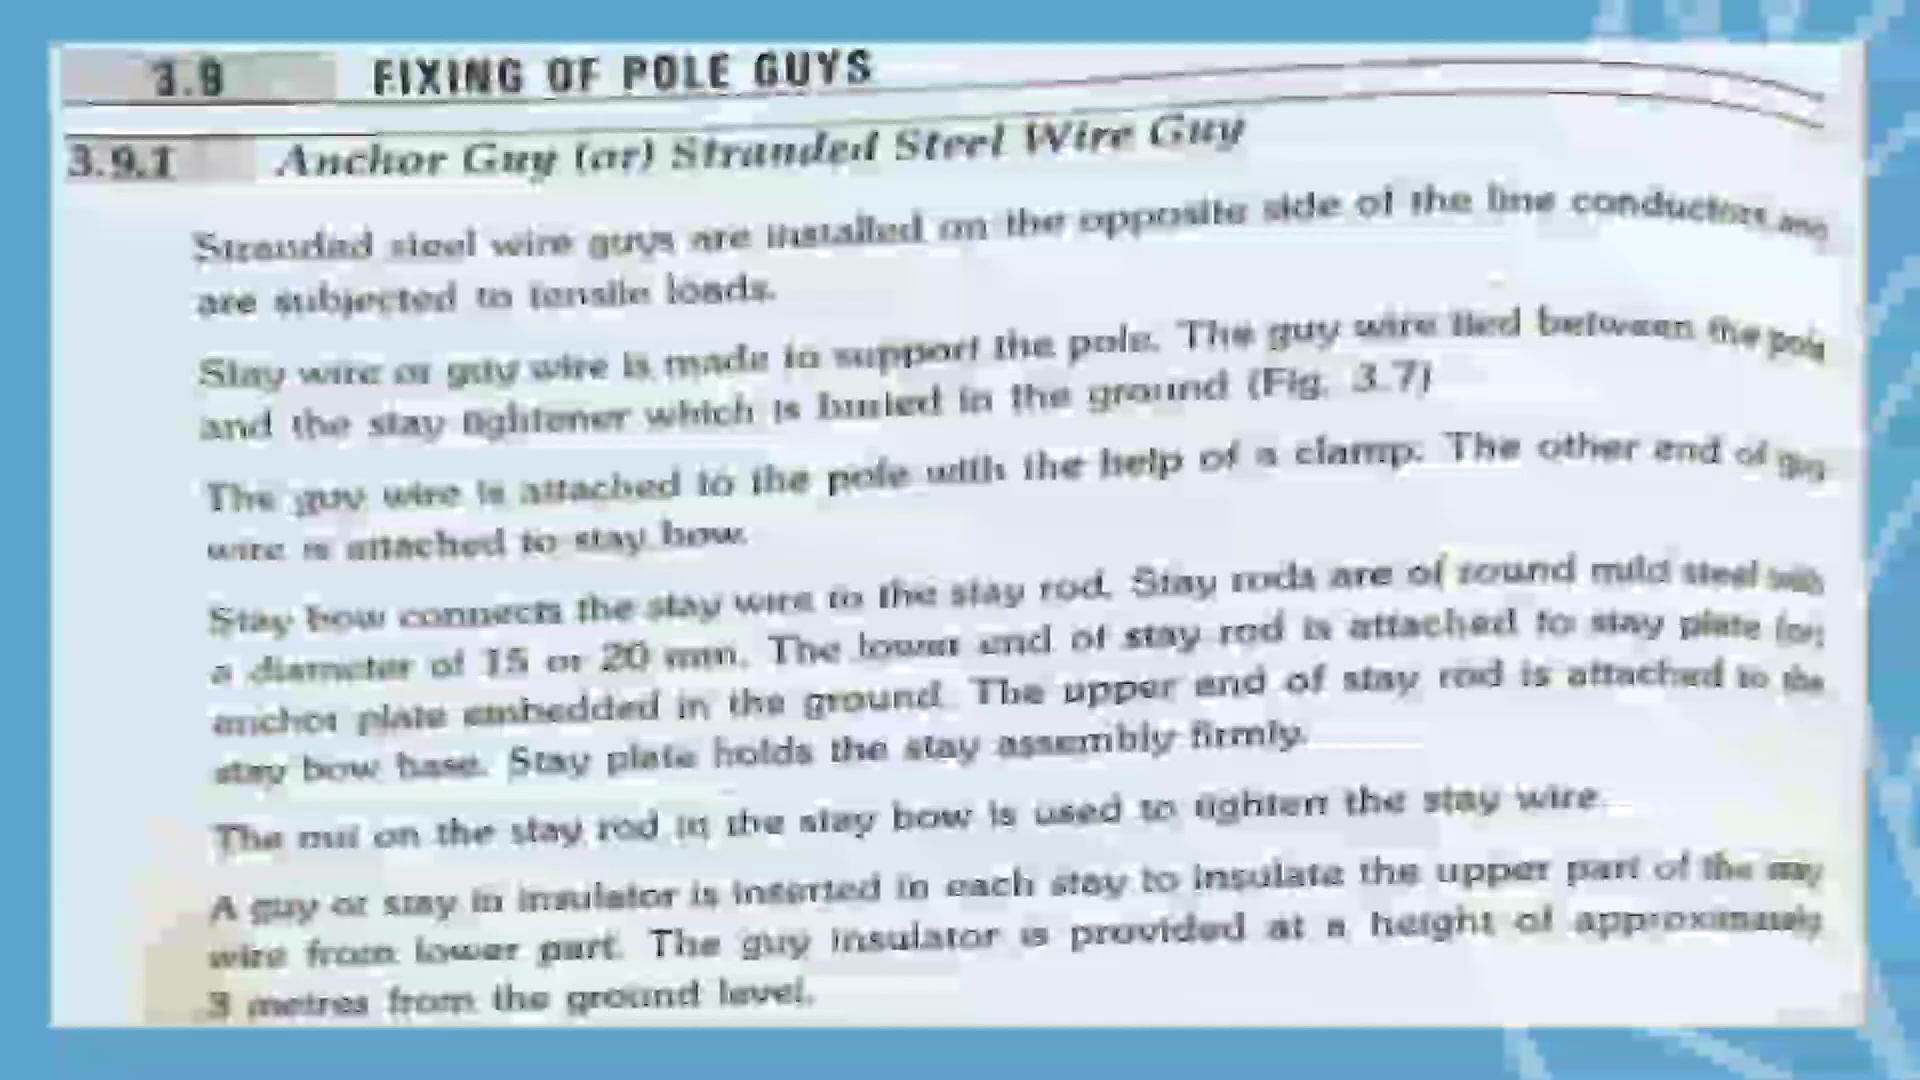 3.9 FIXING OF POLE GUYS
3.9.1 Anchor Guy (or) Stranded Steel Wire Guy
Stranded steel wire guys are installed on the opposite side of the line conductors and
are subjected to tensile loads.
Stay wire or guy wire is made to support the pole. The guy wire tied between the pole
and the stay tightener which is buried in the ground (Fig. 3.7)
The guy wire is attached to the pole with the help of a clamp. The other end of guy
wire is attached to stay bow.
Stay bow connects the stay wire to the stay rod. Stay rods are of round mild steel with
a diameter of 15 or 20 mm. The lower end of stay rod is attached to stay plate (or)
anchor plate embedded in the ground. The upper end of stay rod is attached to the
stay bow base. Stay plate holds the stay assembly firmly.
The nut on the stay rod in the stay bow is used to tighten the stay wire.
A guy or stay in insulator is inserted in each stay to insulate the upper part of the stay
wire from lower part. The guy insulator is provided at a height of approximately
3 metres from the ground level.